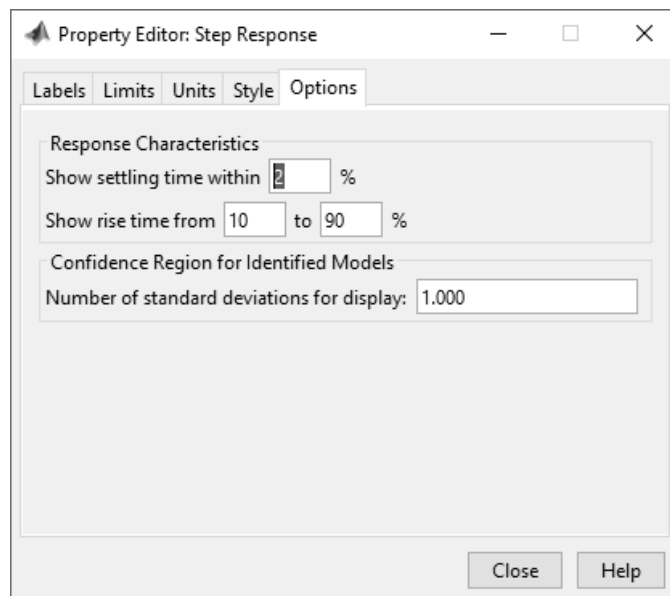 Property Editor: Step Response
Labels Limits Units Style Options
Response Characteristics
Show settling time within 2 %
Show rise time from 10 to 90 %
Confidence Region for Identified Models
Number of standard deviations for display: 1.000
Close Help